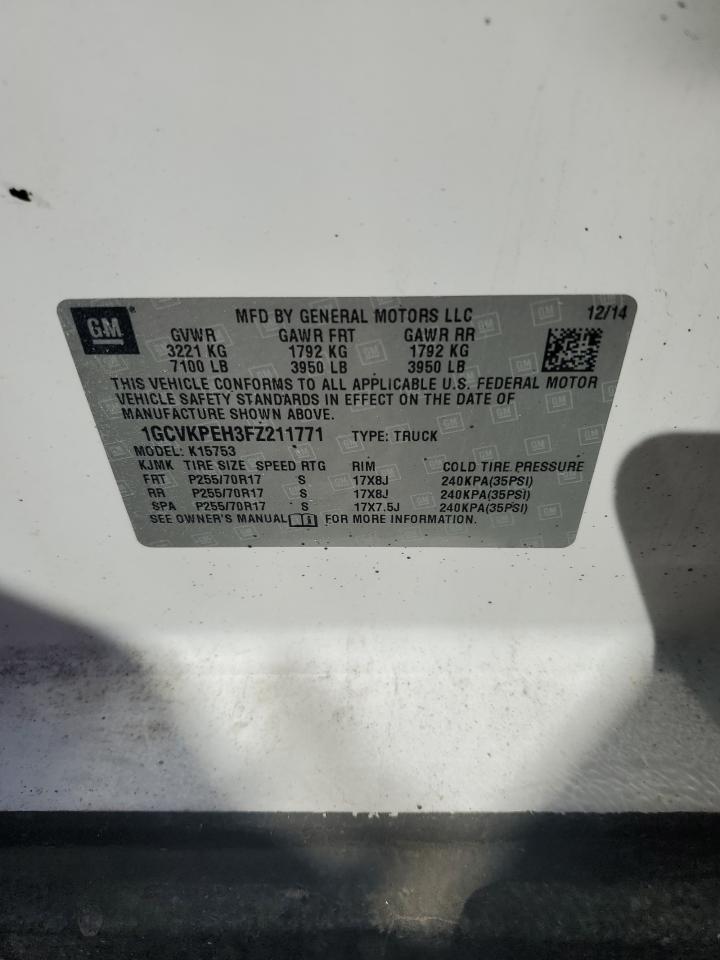 GM® MFD BY GENERAL MOTORS LLC 12/14
GVWR GAWR FRT GAWR RR
3221 KG 1792 KG 1792 KG
7100 LB 3950 LB 3950 LB
THIS VEHICLE CONFORMS TO ALL APPLICABLE U.S. FEDERAL MOTOR
VEHICLE SAFETY STANDARDS IN EFFECT ON THE DATE OF
MANUFACTURE SHOWN ABOVE.
1GCVKPEH3FZ211771 TYPE: TRUCK
MODEL: K15753
KJMK TIRE SIZE SPEED RTG RIM COLD TIRE PRESSURE
FRT P255/70R17 S 17X8J 240KPA(35PSI)
RR P255/70R17 S 17X8J 240KPA(35PSI)
SPA P255/70R17 S 17X7.5J 240KPA(35PSI)
SEE OWNER'S MANUAL FOR MORE INFORMATION.